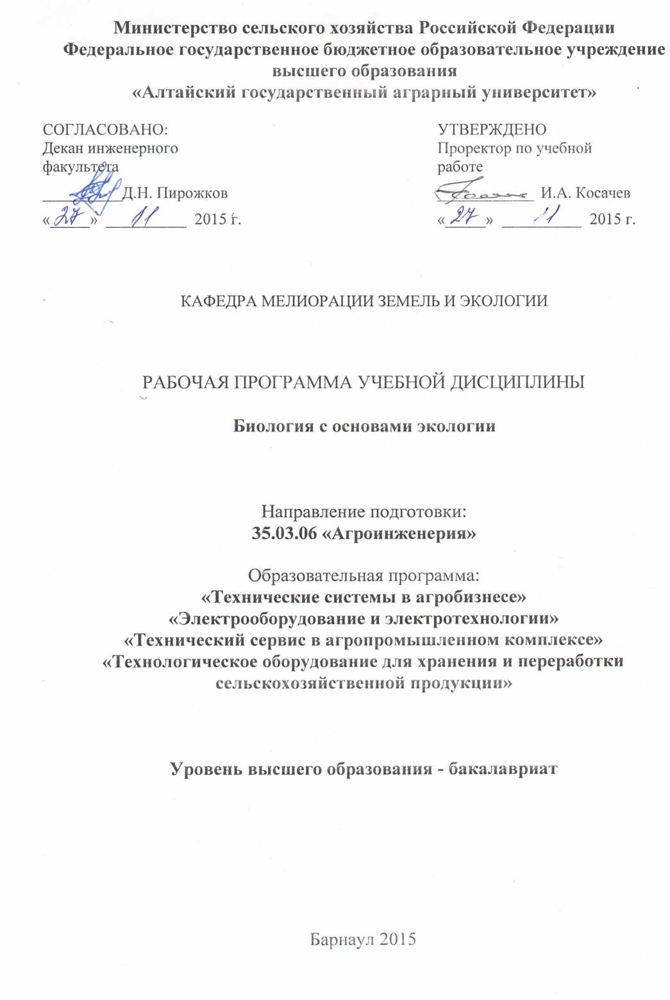 Министерство сельского хозяйства Российской Федерации
Федеральное государственное бюджетное образовательное учреждение
высшего образования
«Алтайский государственный аграрный университет»
СОГЛАСОВАНО:
Декан инженерного
факультета
Д.Н. Пирожков
«27» 11 2015 г.
УТВЕРЖДЕНО
Проректор по учебной
работе
И.А. Косачев
«27» 11 2015 г.
КАФЕДРА МЕЛИОРАЦИИ ЗЕМЕЛЬ И ЭКОЛОГИИ
РАБОЧАЯ ПРОГРАММА УЧЕБНОЙ ДИСЦИПЛИНЫ
Биология с основами экологии
Направление подготовки:
35.03.06 «Агроинженерия»
Образовательная программа:
«Технические системы в агробизнесе»
«Электрооборудование и электротехнологии»
«Технический сервис в агропромышленном комплексе»
«Технологическое оборудование для хранения и переработки
сельскохозяйственной продукции»
Уровень высшего образования - бакалавриат
Барнаул 2015